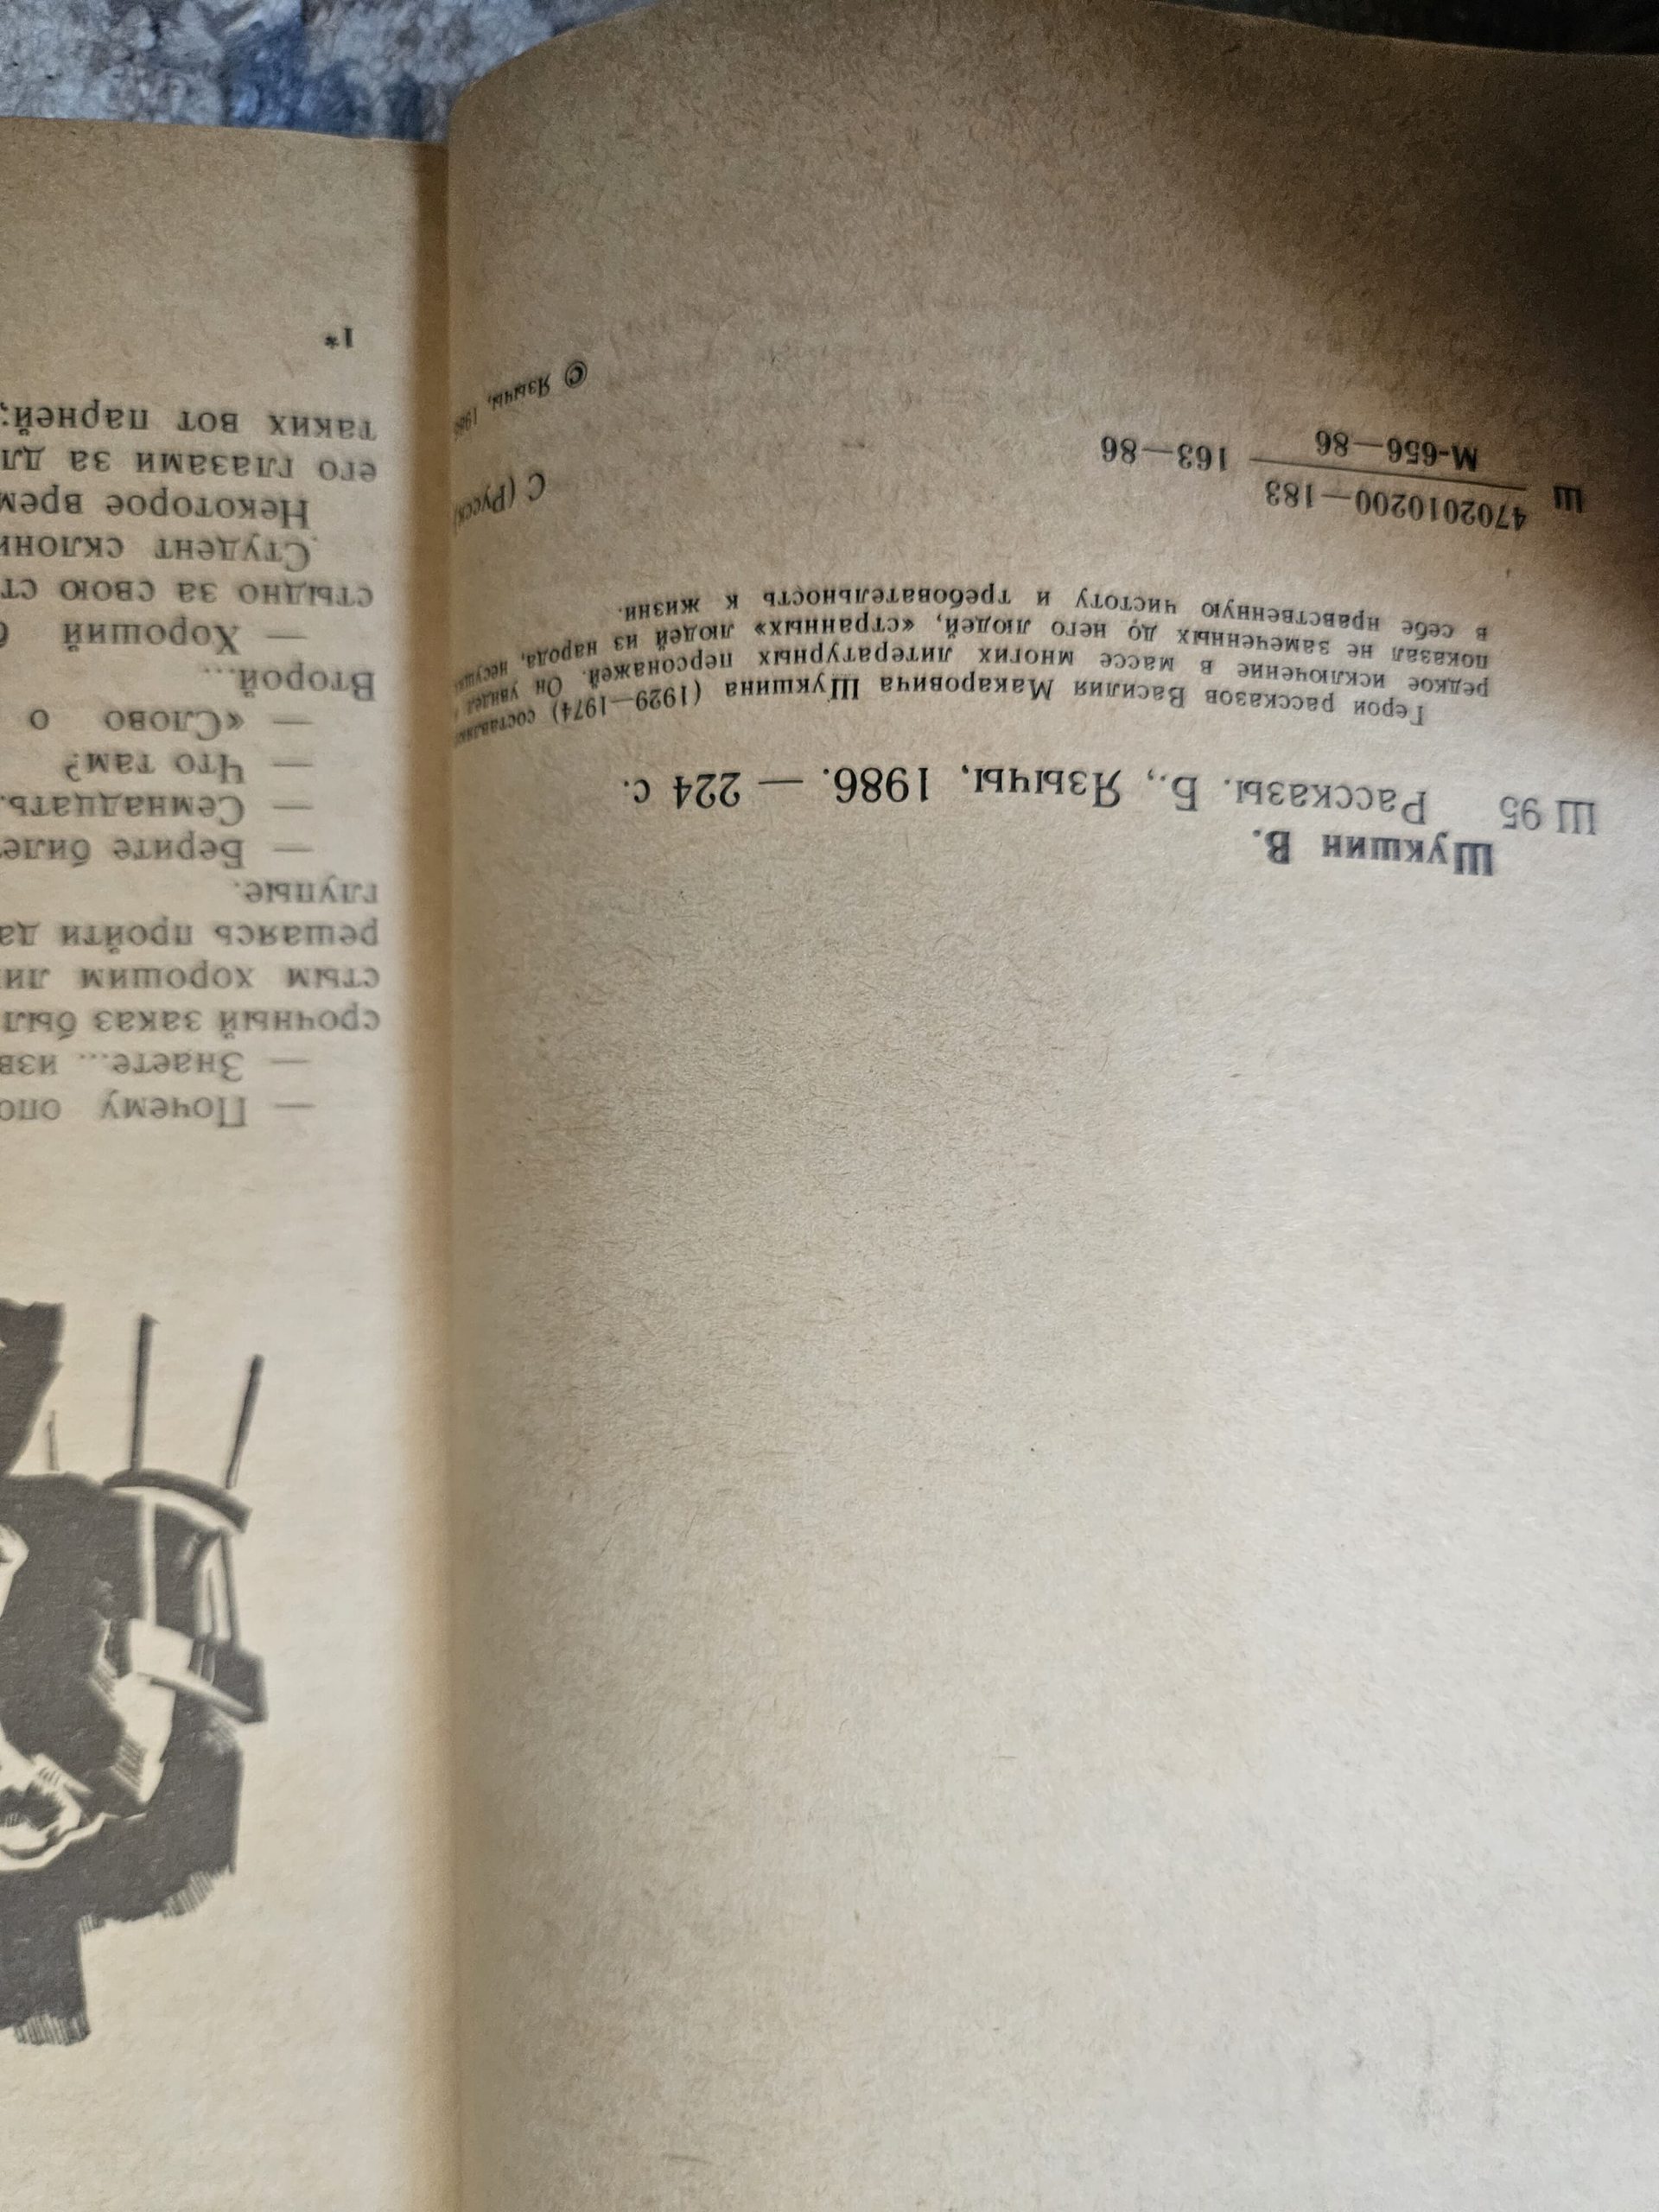 Шукшин В.
Ш 95 Рассказы. Б., Язычы, 1986. — 224 с.
Герои рассказов Василия Макаровича Шукшина (1929—1974)
редкое исключение в массе многих литературных персонажей. Он увидел
показал не замеченных до него людей, «странных» людей из народа,
в себе нравственную чистоту и требовательность к жизни.
Ш 4702010200—183
М-656—86 163—86
С (Русск)
© Язычы, 1986
— Почему опо
— Знаете... изв
срочный заказ был
стым хорошим ли
решаясь пройти да
глупые.
— Берите биле
— Семнадцать.
— Что там?
— «Слово о
Второй...
— Хороший б
стыдно за свою ст
Студент склони
Некоторое врем
его глазами за дл
таких вот парней;
1*